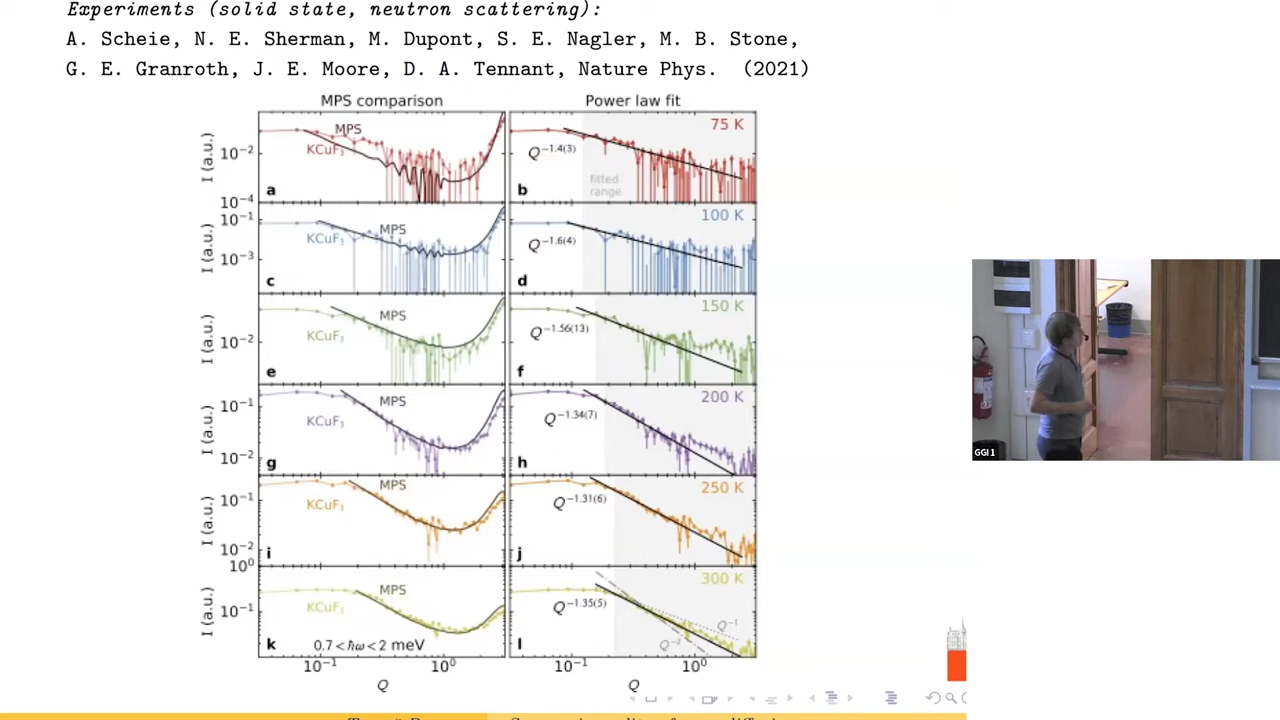 Experiments (solid state, neutron scattering):
A. Scheie, N. E. Sherman, M. Dupont, S. E. Nagler, M. B. Stone,
G. E. Granroth, J. E. Moore, D. A. Tennant, Nature Phys. (2021)
MPS comparison
Power law fit
I (a.u.)
10⁻²
10⁻⁴
MPS
KCuF₃
a
Q^−1.4(3)
75 K
fitted
range
b
I (a.u.)
10⁻¹
10⁻³
MPS
KCuF₃
c
Q^−1.6(4)
100 K
d
I (a.u.)
10⁻²
MPS
KCuF₃
e
Q^−1.56(13)
150 K
f
I (a.u.)
10⁻¹
10⁻²
MPS
KCuF₃
g
Q^−1.34(7)
200 K
h
I (a.u.)
10⁻¹
10⁻²
MPS
KCuF₃
i
Q^−1.31(6)
250 K
j
I (a.u.)
10⁰
10⁻¹
MPS
KCuF₃
k
0.7 < ħω < 2 meV
Q^−1.35(5)
300 K
Q⁻¹
Q⁻²
l
10⁻¹ 10⁰
10⁻¹ 10⁰
Q
Q
GGI 1